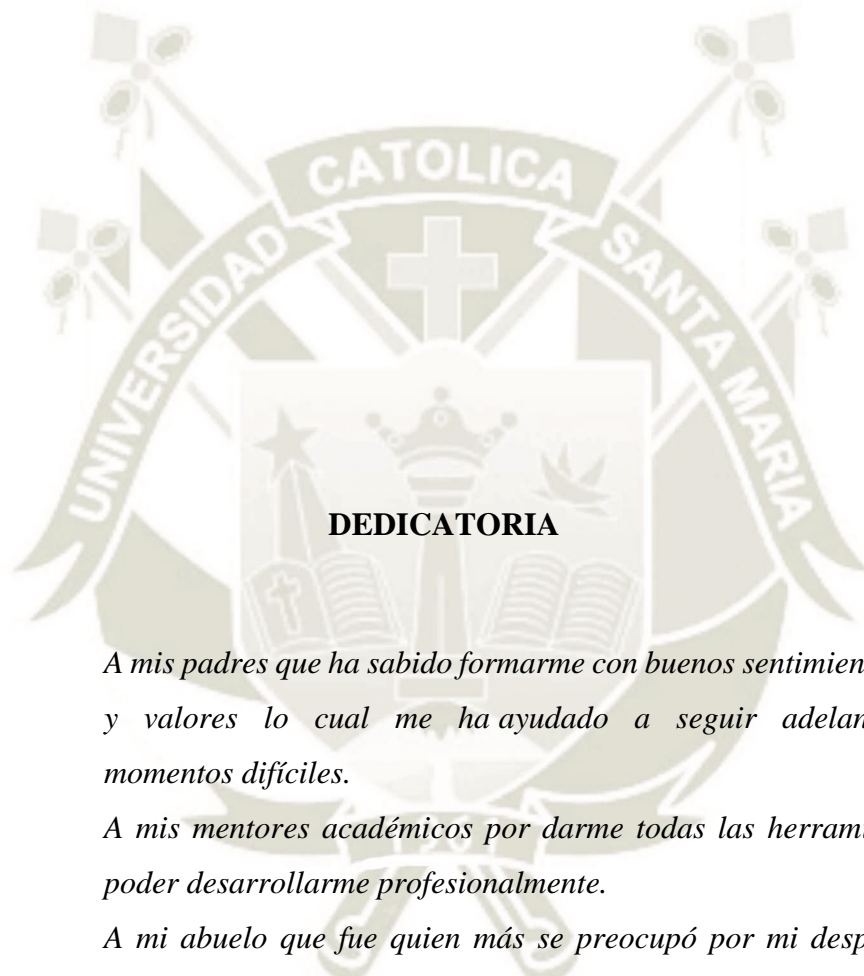 CATOLICA
UNIVERSIDAD
SANTA MARIA
DEDICATORIA
A mis padres que ha sabido formarme con buenos sentimien
y valores lo cual me ha ayudado a seguir adelan
momentos difíciles.
A mis mentores académicos por darme todas las herrami
poder desarrollarme profesionalmente.
A mi abuelo que fue quien más se preocupó por mi desp